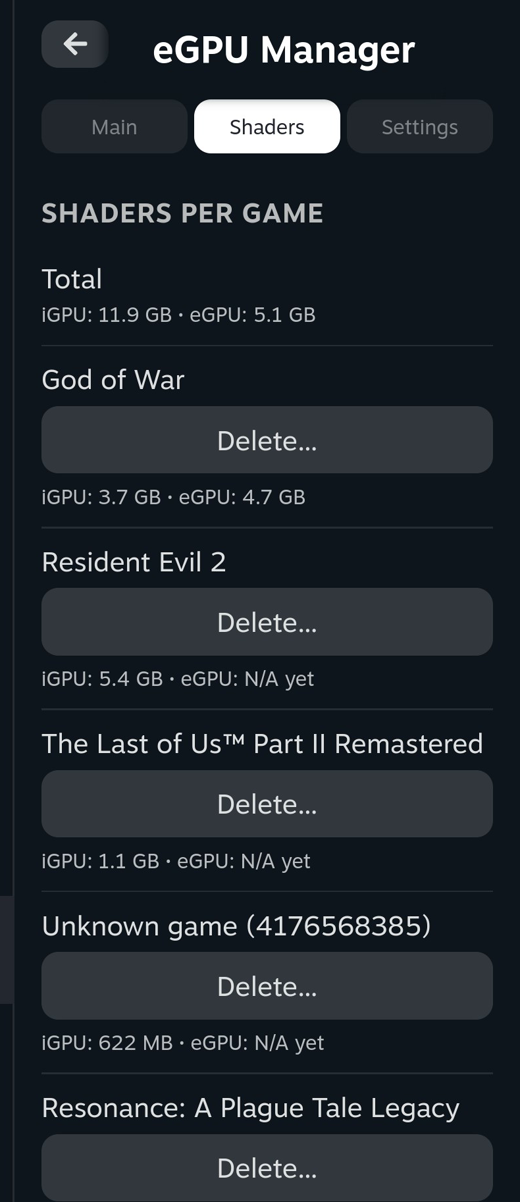 eGPU Manager
Main
Shaders
Settings
SHADERS PER GAME
Total
iGPU: 11.9 GB · eGPU: 5.1 GB
God of War
Delete...
iGPU: 3.7 GB · eGPU: 4.7 GB
Resident Evil 2
Delete...
iGPU: 5.4 GB · eGPU: N/A yet
The Last of Us™ Part II Remastered
Delete...
iGPU: 1.1 GB · eGPU: N/A yet
Unknown game (4176568385)
Delete...
iGPU: 622 MB · eGPU: N/A yet
Resonance: A Plague Tale Legacy
Delete...